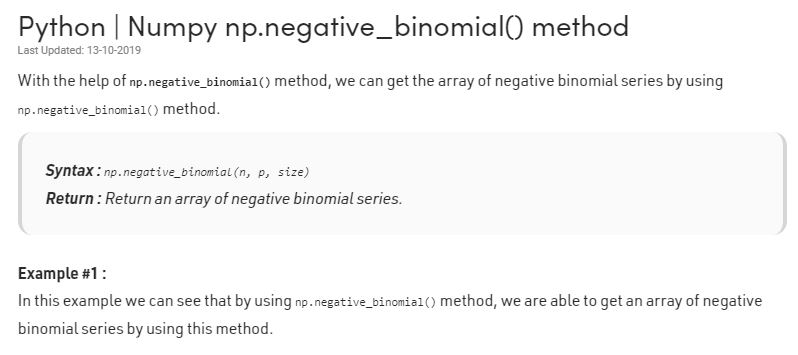 Python | Numpy np.negative_binomial() method
Last Updated: 13-10-2019
With the help of np.negative_binomial() method, we can get the array of negative binomial series by using
np.negative_binomial() method.
Syntax : np.negative_binomial(n, p, size)
Return : Return an array of negative binomial series.
Example #1 :
In this example we can see that by using np.negative_binomial() method, we are able to get an array of negative
binomial series by using this method.